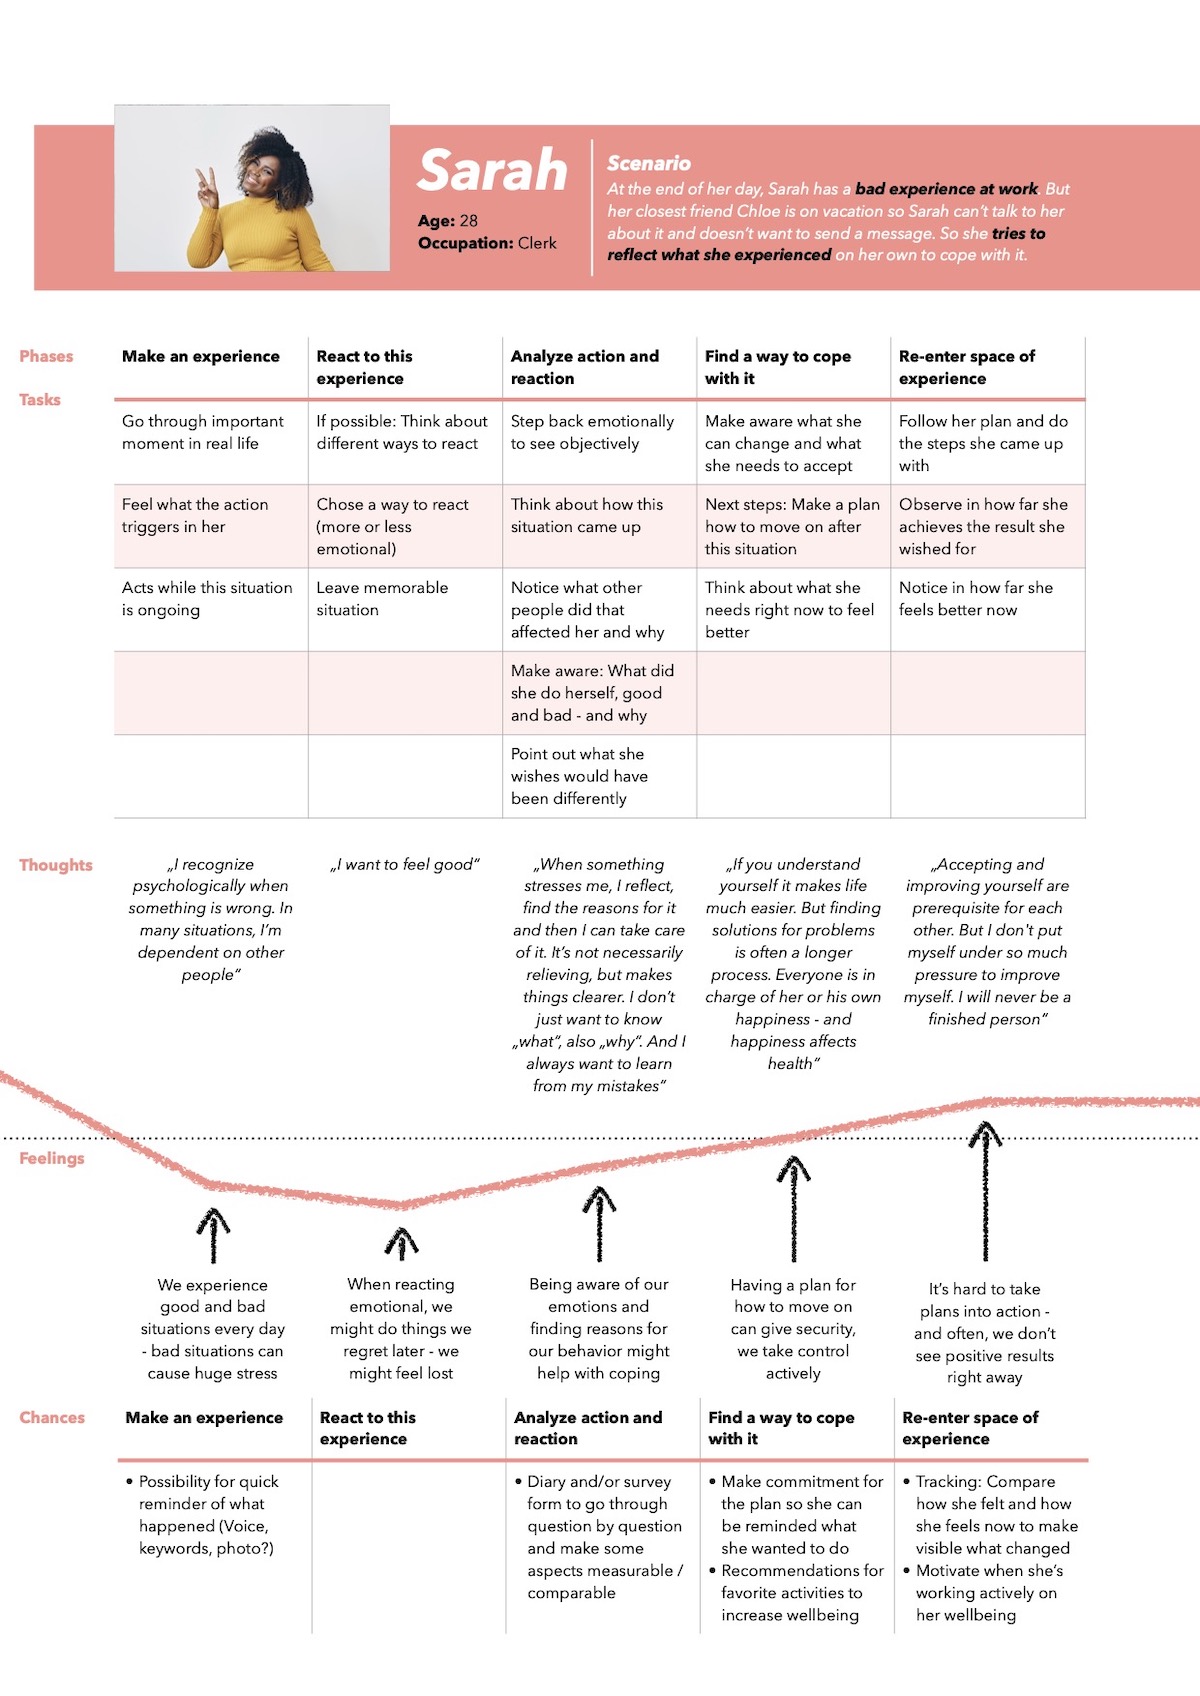 Sarah
Age: 28
Occupation: Clerk
Scenario
At the end of her day, Sarah has a bad experience at work. But
her closest friend Chloe is on vacation so Sarah can't talk to her
about it and doesn't want to send a message. So she tries to
reflect what she experienced on her own to cope with it.
Phases
Make an experience
React to this
experience
Analyze action and
reaction
Find a way to cope
with it
Re-enter space of
experience
Tasks
Go through important
moment in real life
If possible: Think about
different ways to react
Step back emotionally
to see objectively
Make aware what she
can change and what
she needs to accept
Follow her plan and do
the steps she came up
with
Feel what the action
triggers in her
Chose a way to react
(more or less
emotional)
Think about how this
situation came up
Next steps: Make a plan
how to move on after
this situation
Observe in how far she
achieves the result she
wished for
Acts while this situation
is ongoing
Leave memorable
situation
Notice what other
people did that
affected her and why
Think about what she
needs right now to feel
better
Notice in how far she
feels better now
Make aware: What did
she do herself, good
and bad - and why
Point out what she
wishes would have
been differently
Thoughts
„I recognize
psychologically when
something is wrong. In
many situations, I'm
dependent on other
people“
„I want to feel good“
„When something
stresses me, I reflect,
find the reasons for it
and then I can take care
of it. It's not necessarily
relieving, but makes
things clearer. I don't
just want to know
„what“, also „why“. And I
always want to learn
from my mistakes“
„If you understand
yourself it makes life
much easier. But finding
solutions for problems
is often a longer
process. Everyone is in
charge of her or his own
happiness - and
happiness affects
health“
„Accepting and
improving yourself are
prerequisite for each
other. But I don't put
myself under so much
pressure to improve
myself. I will never be a
finished person“
Feelings
We experience
good and bad
situations every day
- bad situations can
cause huge stress
When reacting
emotional, we
might do things we
regret later - we
might feel lost
Being aware of our
emotions and
finding reasons for
our behavior might
help with coping
Having a plan for
how to move on
can give security,
we take control
actively
It's hard to take
plans into action -
and often, we don't
see positive results
right away
Chances
Make an experience
React to this
experience
Analyze action and
reaction
Find a way to cope
with it
Re-enter space of
experience
• Possibility for quick
reminder of what
happened (Voice,
keywords, photo?)
• Diary and/or survey
form to go through
question by question
and make some
aspects measurable /
comparable
• Make commitment for
the plan so she can
be reminded what
she wanted to do
• Recommendations for
favorite activities to
increase wellbeing
• Tracking: Compare
how she felt and how
she feels now to make
visible what changed
• Motivate when she's
working actively on
her wellbeing